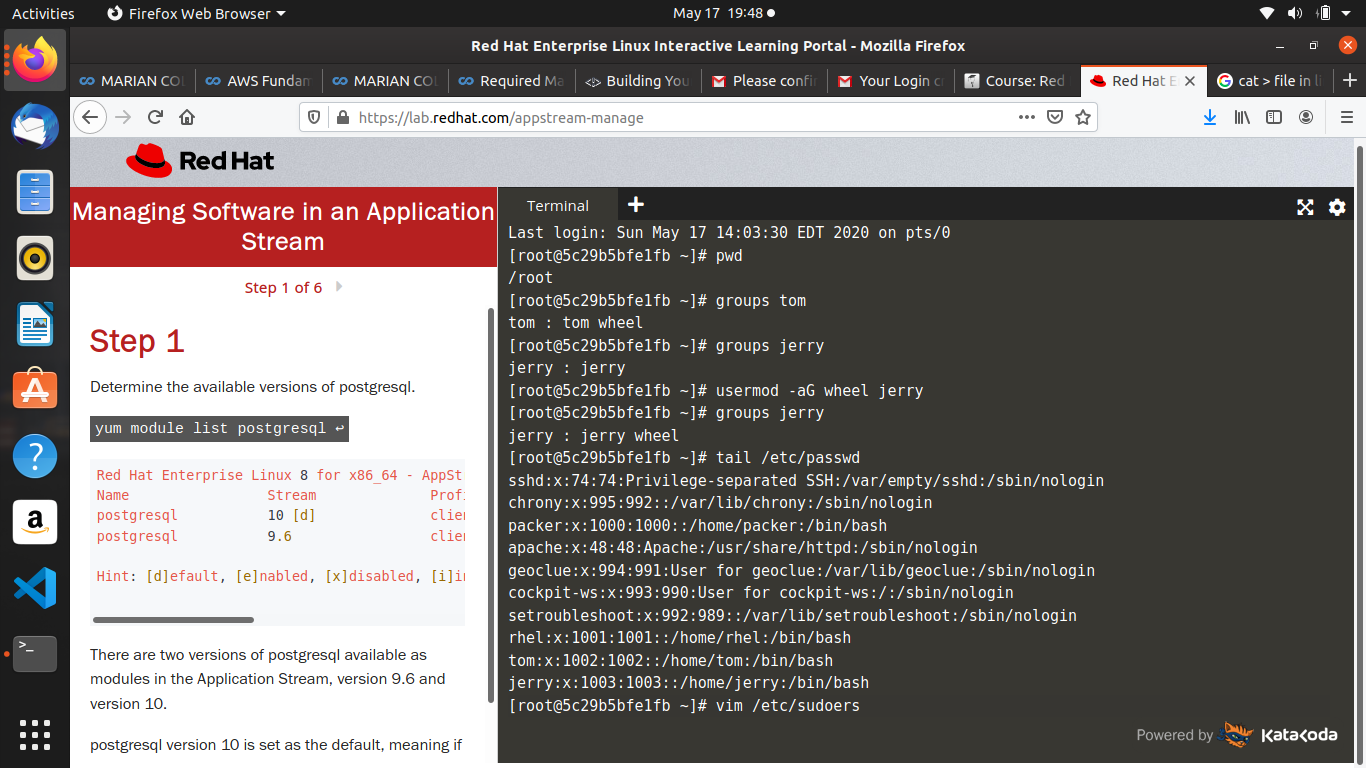 Activities
Firefox Web Browser
May 17 19:48
Red Hat Enterprise Linux Interactive Learning Portal - Mozilla Firefox
MARIAN COU
AWS Fundam
MARIAN COU
Required Ma
Building You
Please confi
Your Login c
Course: Red
Red Hat E
cat > file in li
https://lab.redhat.com/appstream-manage
Red Hat
Managing Software in an Application
Stream
Step 1 of 6
Step 1
Determine the available versions of postgresql.
yum module list postgresql ↩
Red Hat Enterprise Linux 8 for x86_64 - AppSt
Name Stream Profi
postgresql 10 [d] clien
postgresql 9.6 clien
Hint: [d]efault, [e]nabled, [x]disabled, [i]in
There are two versions of postgresql available as
modules in the Application Stream, version 9.6 and
version 10.
postgresql version 10 is set as the default, meaning if
Terminal
Last login: Sun May 17 14:03:30 EDT 2020 on pts/0
[root@5c29b5bfe1fb ~]# pwd
/root
[root@5c29b5bfe1fb ~]# groups tom
tom : tom wheel
[root@5c29b5bfe1fb ~]# groups jerry
jerry : jerry
[root@5c29b5bfe1fb ~]# usermod -aG wheel jerry
[root@5c29b5bfe1fb ~]# groups jerry
jerry : jerry wheel
[root@5c29b5bfe1fb ~]# tail /etc/passwd
sshd:x:74:74:Privilege-separated SSH:/var/empty/sshd:/sbin/nologin
chrony:x:995:992::/var/lib/chrony:/sbin/nologin
packer:x:1000:1000::/home/packer:/bin/bash
apache:x:48:48:Apache:/usr/share/httpd:/sbin/nologin
geoclue:x:994:991:User for geoclue:/var/lib/geoclue:/sbin/nologin
cockpit-ws:x:993:990:User for cockpit-ws:/:/sbin/nologin
setroubleshoot:x:992:989::/var/lib/setroubleshoot:/sbin/nologin
rhel:x:1001:1001::/home/rhel:/bin/bash
tom:x:1002:1002::/home/tom:/bin/bash
jerry:x:1003:1003::/home/jerry:/bin/bash
[root@5c29b5bfe1fb ~]# vim /etc/sudoers
Powered by Katacoda